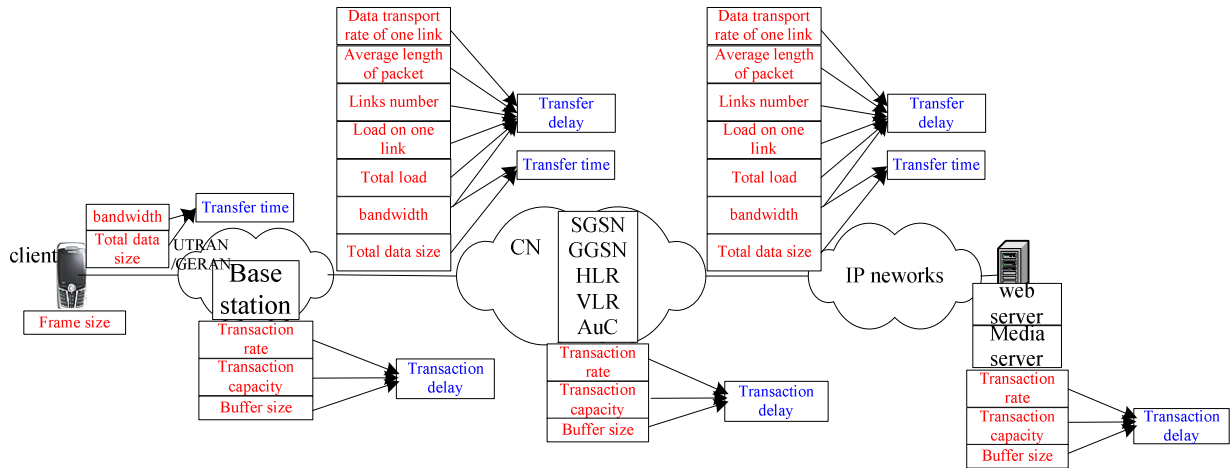 client
Frame size
bandwidth
Total data
size
Transfer time
UTRAN
/GERAN
Base
station
Transaction
rate
Transaction
capacity
Buffer size
Transaction
delay
Data transport
rate of one link
Average length
of packet
Links number
Load on one
link
Total load
bandwidth
Total data size
Transfer
delay
Transfer time
CN
SGSN
GGSN
HLR
VLR
AuC
Transaction
rate
Transaction
capacity
Buffer size
Transaction
delay
Data transport
rate of one link
Average length
of packet
Links number
Load on one
link
Total load
bandwidth
Total data size
Transfer
delay
Transfer time
IP neworks
web
server
Media
server
Transaction
rate
Transaction
capacity
Buffer size
Transaction
delay